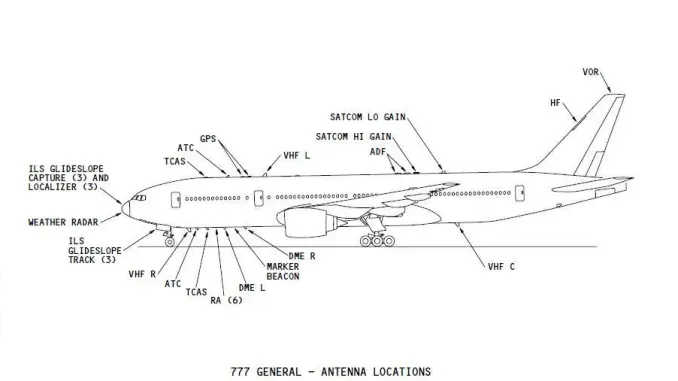 VOR
HF
SATCOM LO GAIN
SATCOM HI GAIN
ADF
GPS
ATC
VHF L
TCAS
ILS GLIDESLOPE
CAPTURE (3) AND
LOCALIZER (3)
WEATHER RADAR
ILS
GLIDESLOPE
TRACK (3)
VHF R
ATC
TCAS
RA (6)
DME L
MARKER
BEACON
DME R
VHF C
777 GENERAL – ANTENNA LOCATIONS